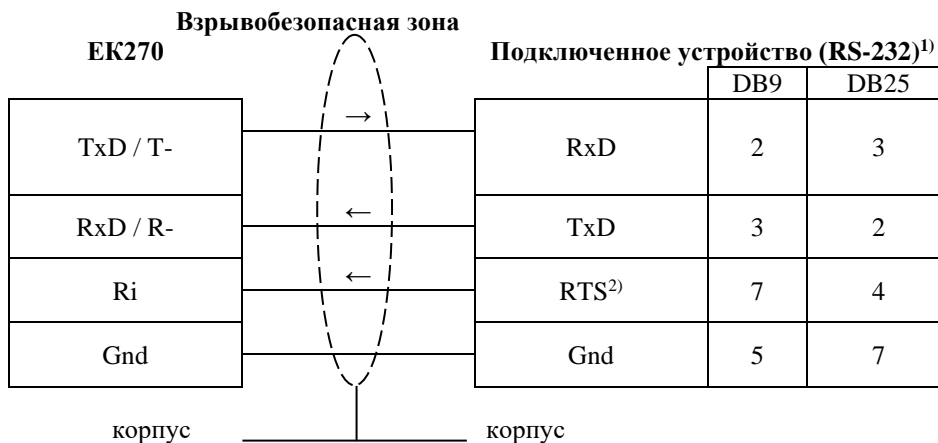 Взрывобезопасная зона
ЕК270 Подключенное устройство (RS-232)1)
DB9 DB25
TxD / T- → RxD 2 3
RxD / R- ← TxD 3 2
Ri ← RTS2) 7 4
Gnd Gnd 5 7
корпус корпус